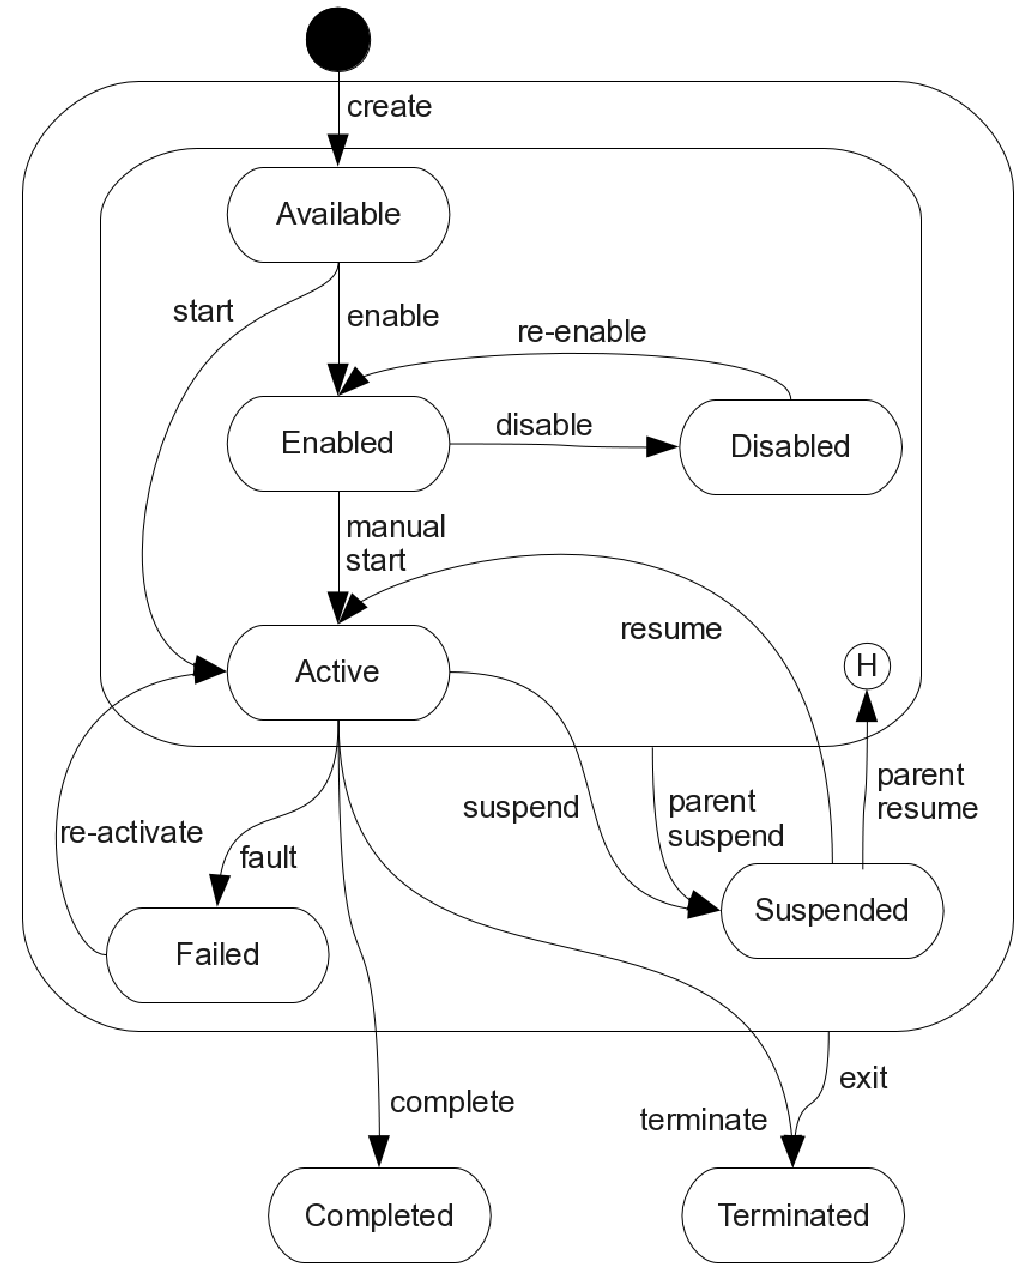 create
Available
start
enable
re-enable
Enabled
disable
Disabled
manual
start
resume
H
Active
parent
resume
suspend
parent
suspend
re-activate
fault
Suspended
Failed
exit
complete
terminate
Completed
Terminated